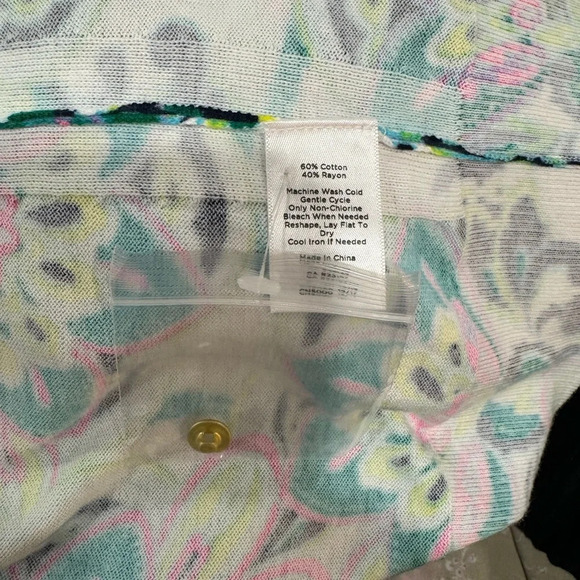 60% Cotton
40% Rayon
Machine Wash Cold
Gentle Cycle
Only Non-Chlorine
Bleach When Needed
Reshape, Lay Flat To
Dry
Cool Iron If Needed
Made In China